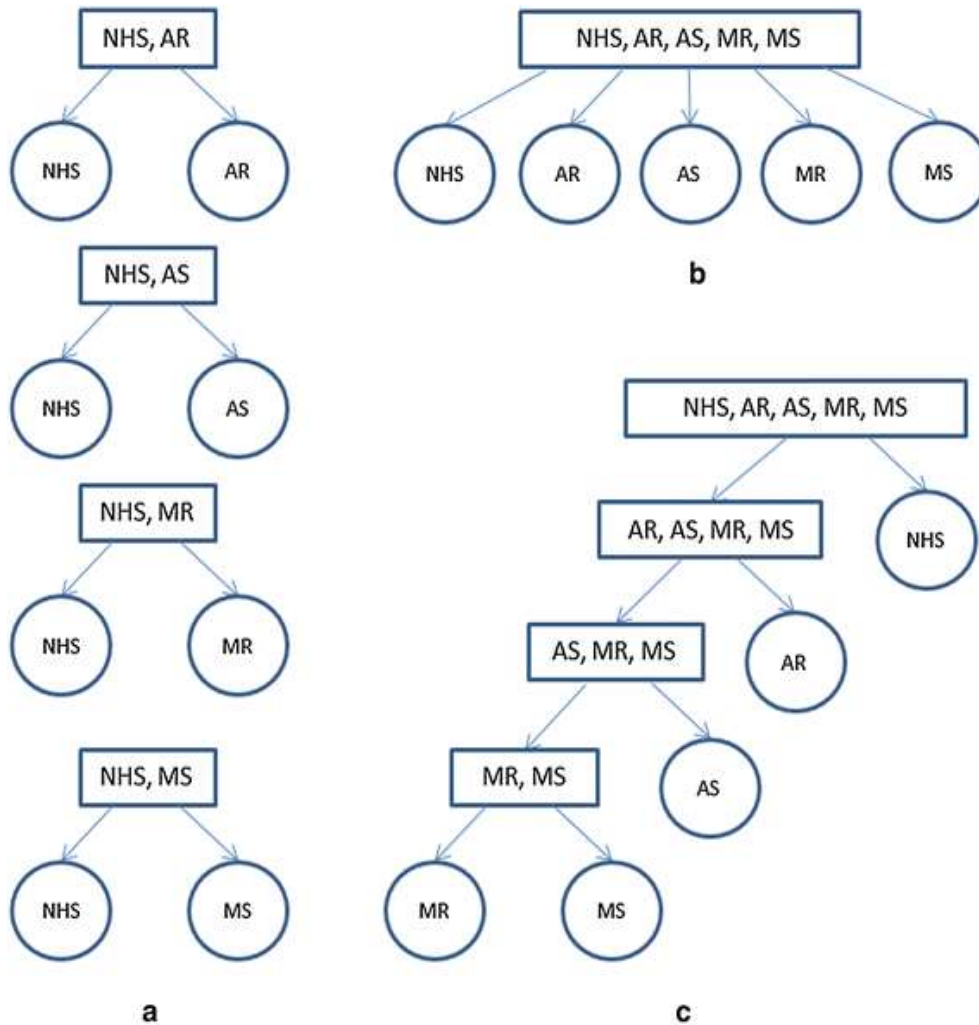 NHS, AR
NHS
AR
NHS, AS
NHS
AS
NHS, MR
NHS
MR
NHS, MS
NHS
MS
a
NHS, AR, AS, MR, MS
NHS
AR
AS
MR
MS
b
NHS, AR, AS, MR, MS
AR, AS, MR, MS
NHS
AS, MR, MS
AR
MR, MS
AS
MR
MS
c